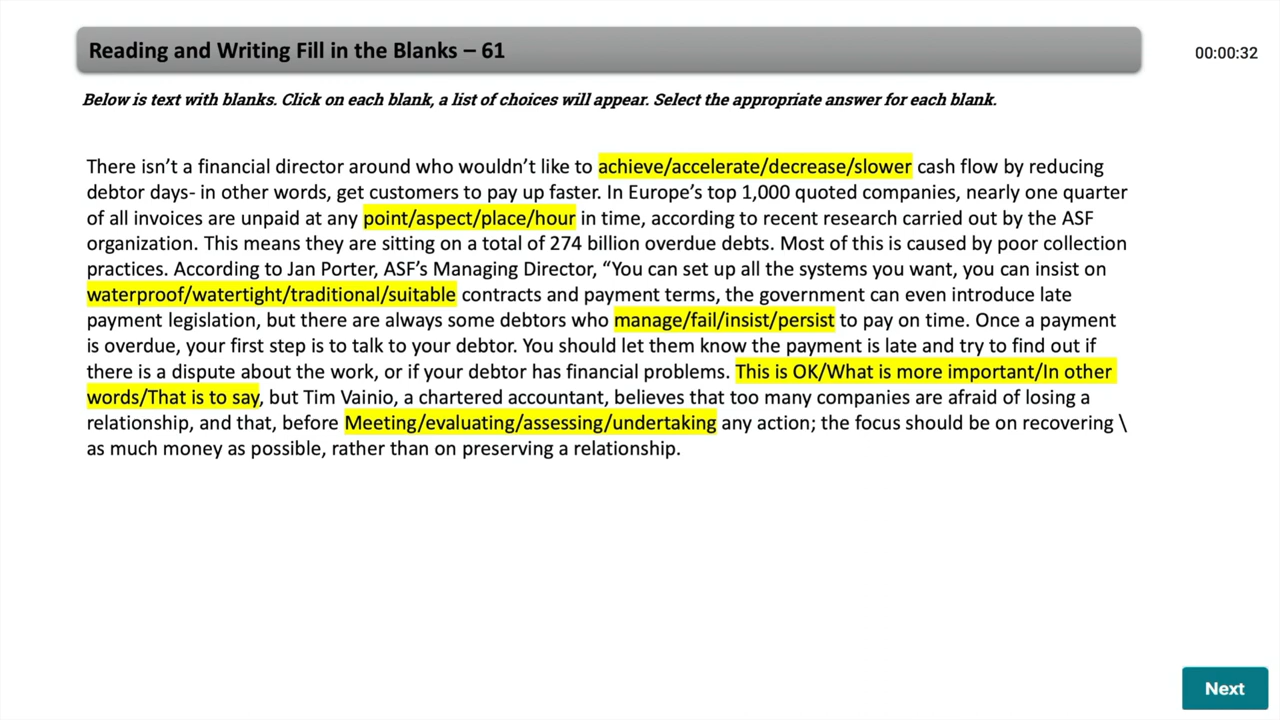 Reading and Writing Fill in the Blanks – 61
00:00:32
Below is text with blanks. Click on each blank, a list of choices will appear. Select the appropriate answer for each blank.
There isn't a financial director around who wouldn't like to achieve/accelerate/decrease/slower cash flow by reducing
debtor days- in other words, get customers to pay up faster. In Europe's top 1,000 quoted companies, nearly one quarter
of all invoices are unpaid at any point/aspect/place/hour in time, according to recent research carried out by the ASF
organization. This means they are sitting on a total of 274 billion overdue debts. Most of this is caused by poor collection
practices. According to Jan Porter, ASF's Managing Director, “You can set up all the systems you want, you can insist on
waterproof/watertight/traditional/suitable contracts and payment terms, the government can even introduce late
payment legislation, but there are always some debtors who manage/fail/insist/persist to pay on time. Once a payment
is overdue, your first step is to talk to your debtor. You should let them know the payment is late and try to find out if
there is a dispute about the work, or if your debtor has financial problems. This is OK/What is more important/In other
words/That is to say, but Tim Vainio, a chartered accountant, believes that too many companies are afraid of losing a
relationship, and that, before Meeting/evaluating/assessing/undertaking any action; the focus should be on recovering \
as much money as possible, rather than on preserving a relationship.
Next